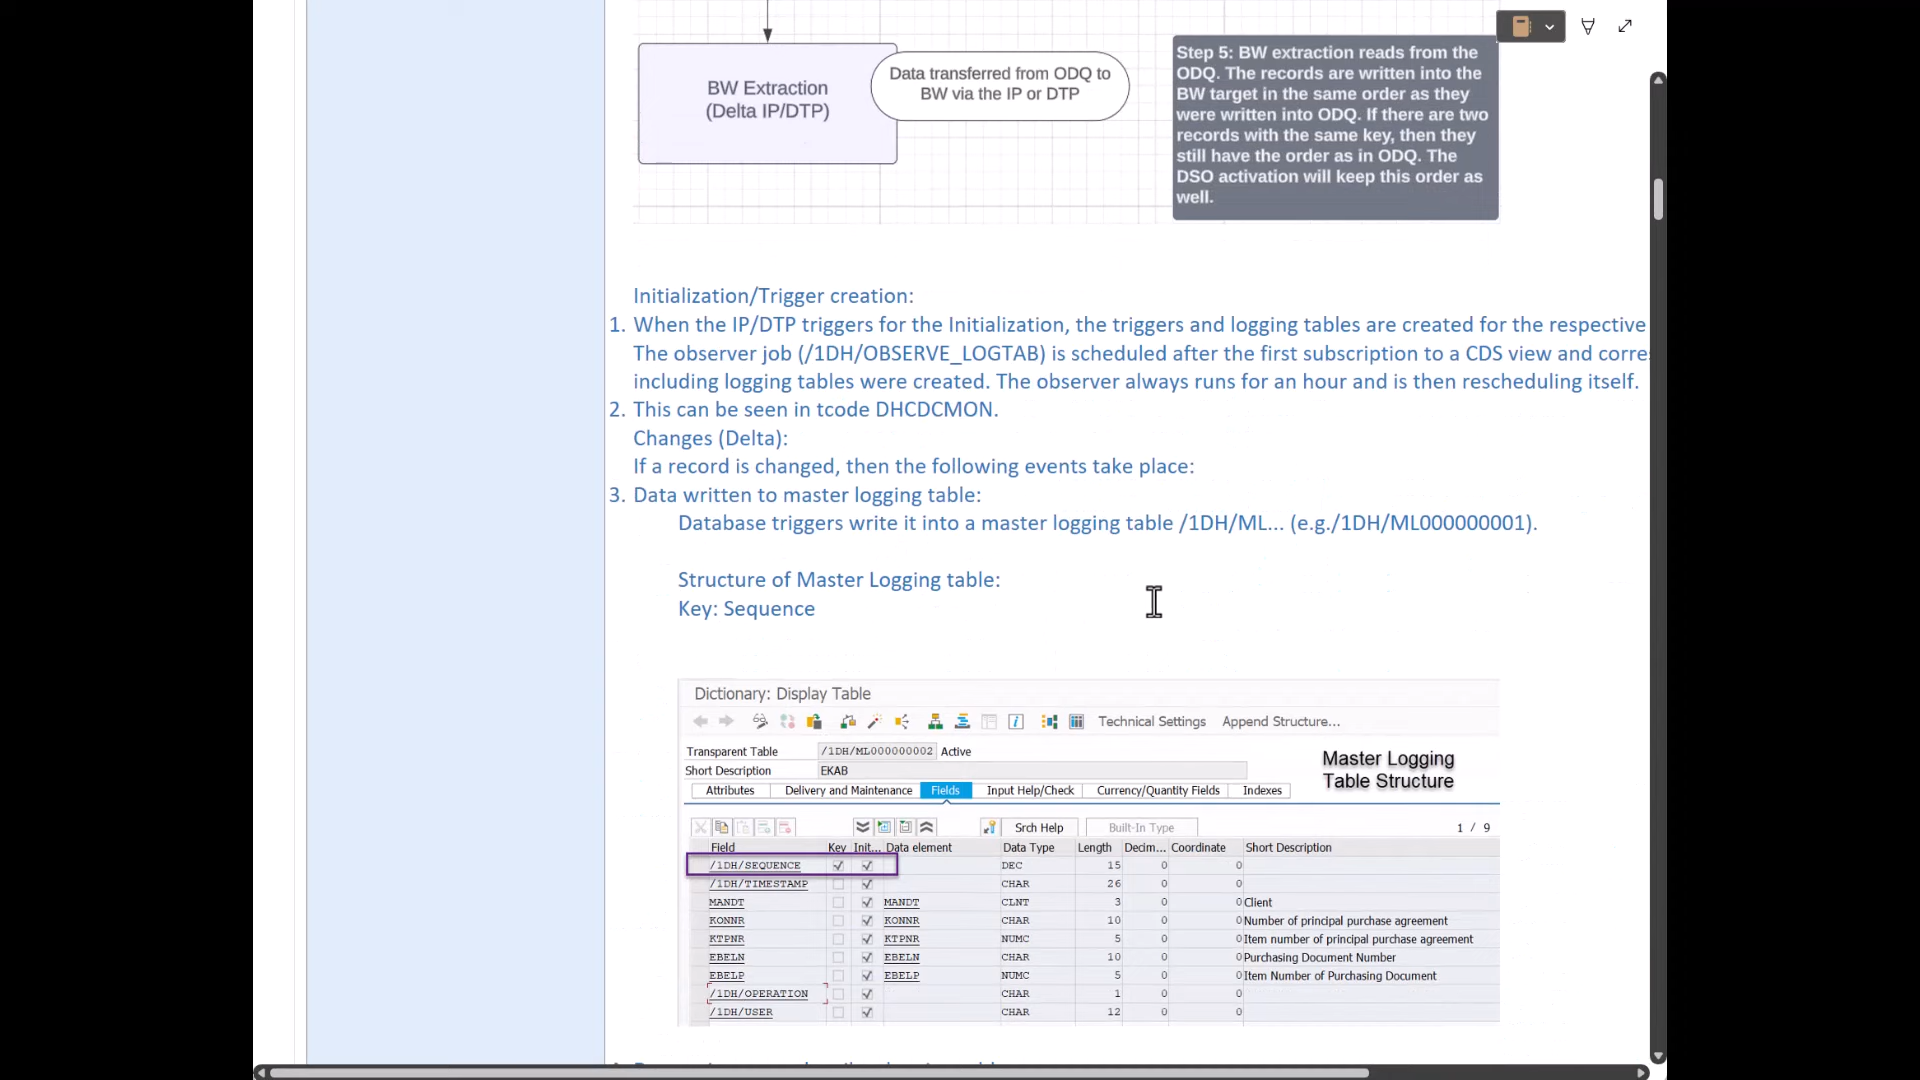 BW Extraction
(Delta IP/DTP)
Data transferred from ODQ to
BW via the IP or DTP
Step 5: BW extraction reads from the
ODQ. The records are written into the
BW target in the same order as they
were written into ODQ. If there are two
records with the same key, then they
still have the order as in ODQ. The
DSO activation will keep this order as
well.
Initialization/Trigger creation:
1. When the IP/DTP triggers for the Initialization, the triggers and logging tables are created for the respective
The observer job (/1DH/OBSERVE_LOGTAB) is scheduled after the first subscription to a CDS view and corre
including logging tables were created. The observer always runs for an hour and is then rescheduling itself.
2. This can be seen in tcode DHCDCMON.
Changes (Delta):
If a record is changed, then the following events take place:
3. Data written to master logging table:
Database triggers write it into a master logging table /1DH/ML... (e.g./1DH/ML000000001).
Structure of Master Logging table:
Key: Sequence
Dictionary: Display Table
Technical Settings Append Structure...
Transparent Table /1DH/ML000000002 Active
Short Description EKAB
Master Logging
Table Structure
Attributes Delivery and Maintenance Fields Input Help/Check Currency/Quantity Fields Indexes
Srch Help Built-In Type 1 / 9
Field Key Init... Data element Data Type Length Decim... Coordinate Short Description
/1DH/SEQUENCE DEC 15 0 0
/1DH/TIMESTAMP CHAR 26 0 0
MANDT MANDT CLNT 3 0 0 Client
KONNR KONNR CHAR 10 0 0 Number of principal purchase agreement
KTPNR KTPNR NUMC 5 0 0 Item number of principal purchase agreement
EBELN EBELN CHAR 10 0 0 Purchasing Document Number
EBELP EBELP NUMC 5 0 0 Item Number of Purchasing Document
/1DH/OPERATION CHAR 1 0 0
/1DH/USER CHAR 12 0 0